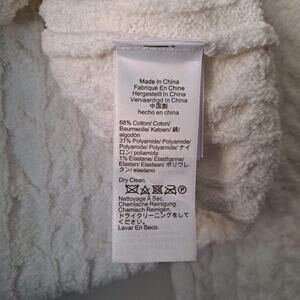 Made In China
Fabriqué En Chine
Hergestellt In China
Vervaardigd In China
中国製
hecho en China
68% Cotton/ Coton/
Baumwolle/ Katoen/ 綿/
algodón
31% Polyamide/ Polyamide/
Polyamide/ Polyamide/ ナイ
ロン/ poliamida
1% Elastane/ Élasthanne/
Elastan/ Elastaan/ ポリウレ
タン/ elastano
Dry Clean.
Nettoyage À Sec.
Chemische Reinigung.
Chemisch Reinigen.
ドライクリーニングをして
ください。
Lavar En Seco.